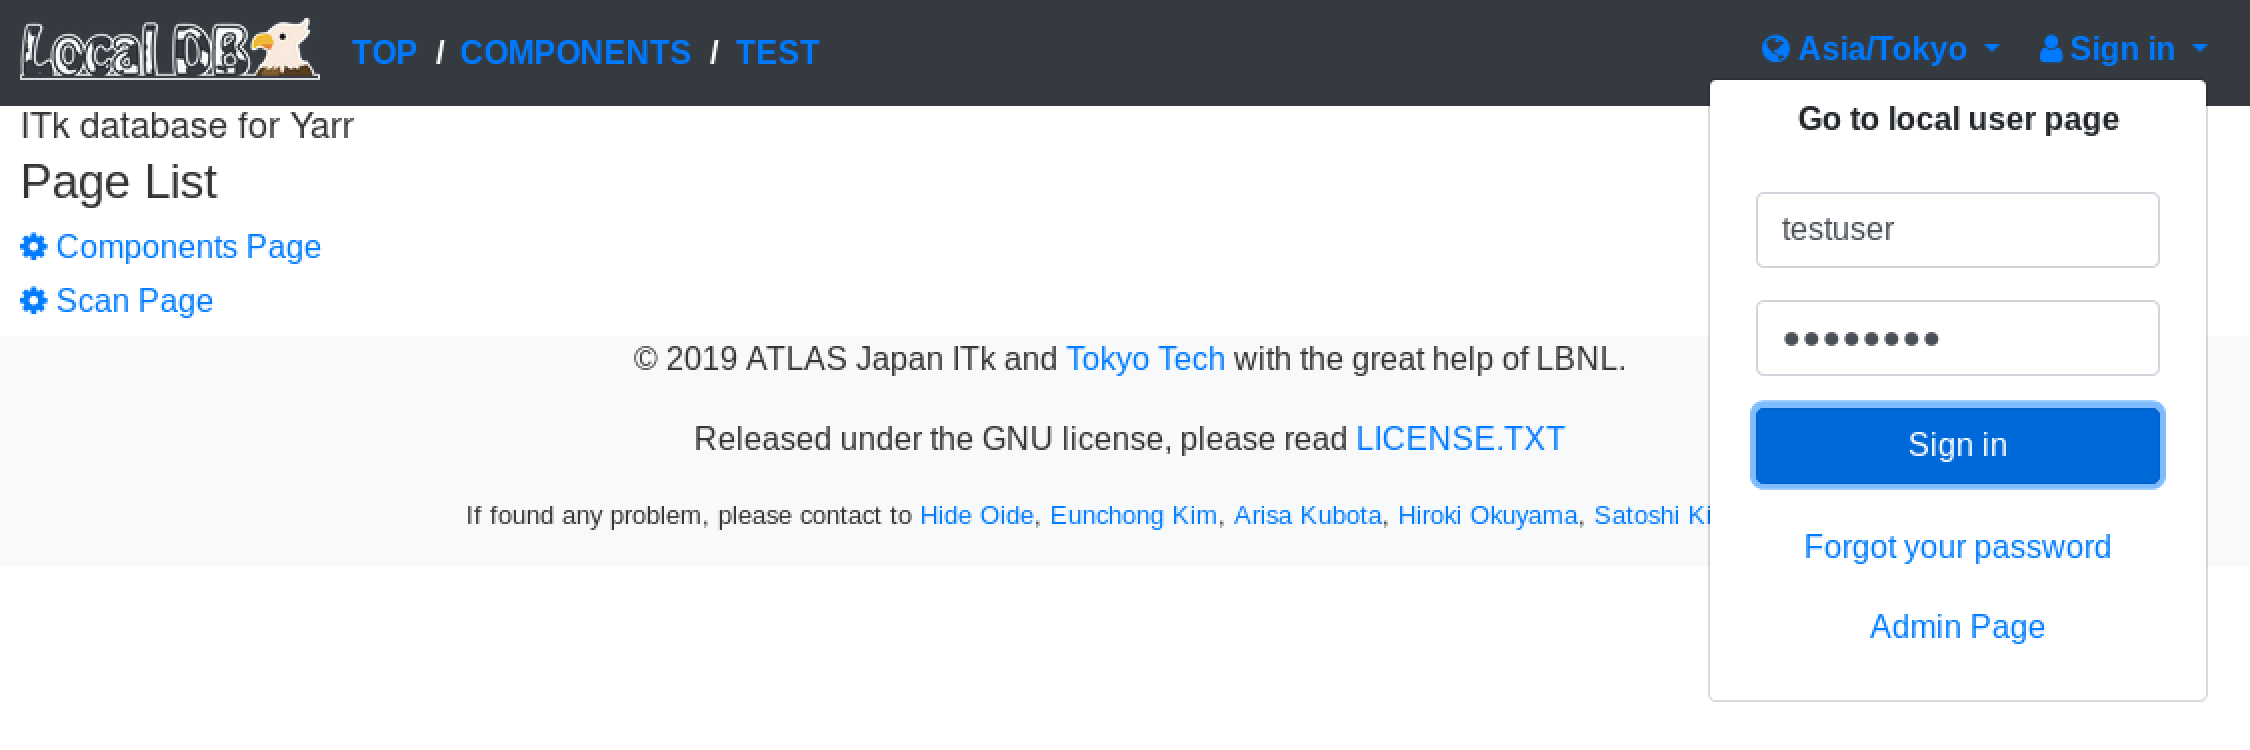 Local DB TOP / COMPONENTS / TEST Asia/Tokyo Sign in
ITk database for Yarr
Page List
Components Page
Scan Page
© 2019 ATLAS Japan ITk and Tokyo Tech with the great help of LBNL.
Released under the GNU license, please read LICENSE.TXT
If found any problem, please contact to Hide Oide, Eunchong Kim, Arisa Kubota, Hiroki Okuyama, Satoshi Ki
Go to local user page
testuser
••••••••
Sign in
Forgot your password
Admin Page